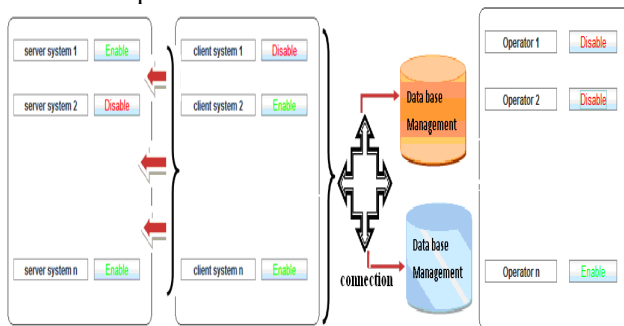 server system 1 Enable
server system 2 Disable
server system n Enable
client system 1 Disable
client system 2 Enable
client system n Enable
connection
Data base
Management
Data base
Management
Operator 1 Disable
Operator 2 Disable
Operator n Enable